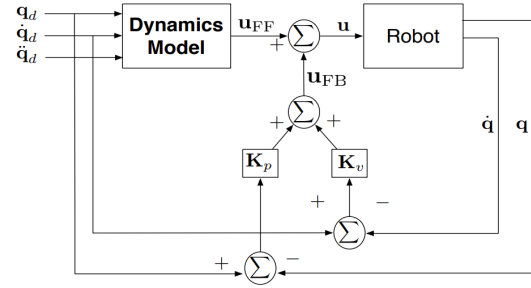 q_d
q̇_d
q̈_d
Dynamics
Model
u_FF
+
Σ
u
Robot
u_FB
Σ
+
+
q̇
q
K_p
K_v
+
−
Σ
+
−
Σ